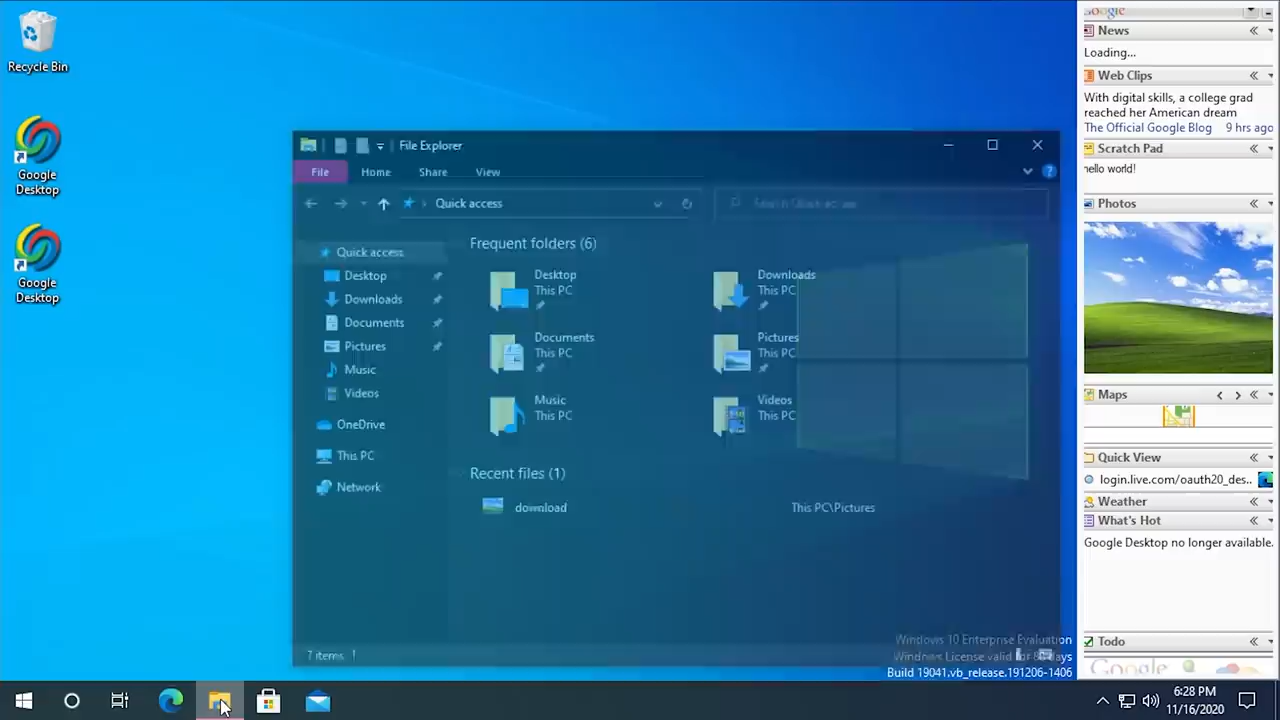 Recycle Bin
Google
Desktop
Google
Desktop
File Explorer
File
Home
Share
View
Quick access
Search Quick access
Quick access
Desktop
Downloads
Documents
Pictures
Music
Videos
OneDrive
This PC
Network
Frequent folders (6)
Desktop
This PC
Downloads
This PC
Documents
This PC
Pictures
This PC
Music
This PC
Videos
This PC
Recent files (1)
download
This PC\Pictures
7 items
Windows 10 Enterprise Evaluation
Windows License valid for days
Build 19041.vb_release.191206-1406
Google
News
Loading...
Web Clips
With digital skills, a college grad
reached her American dream
The Official Google Blog 9 hrs ago
Scratch Pad
hello world!
Photos
Maps
Quick View
login.live.com/oauth20_des..
Weather
What's Hot
Google Desktop no longer available.
Todo
Google
6:28 PM
11/16/2020